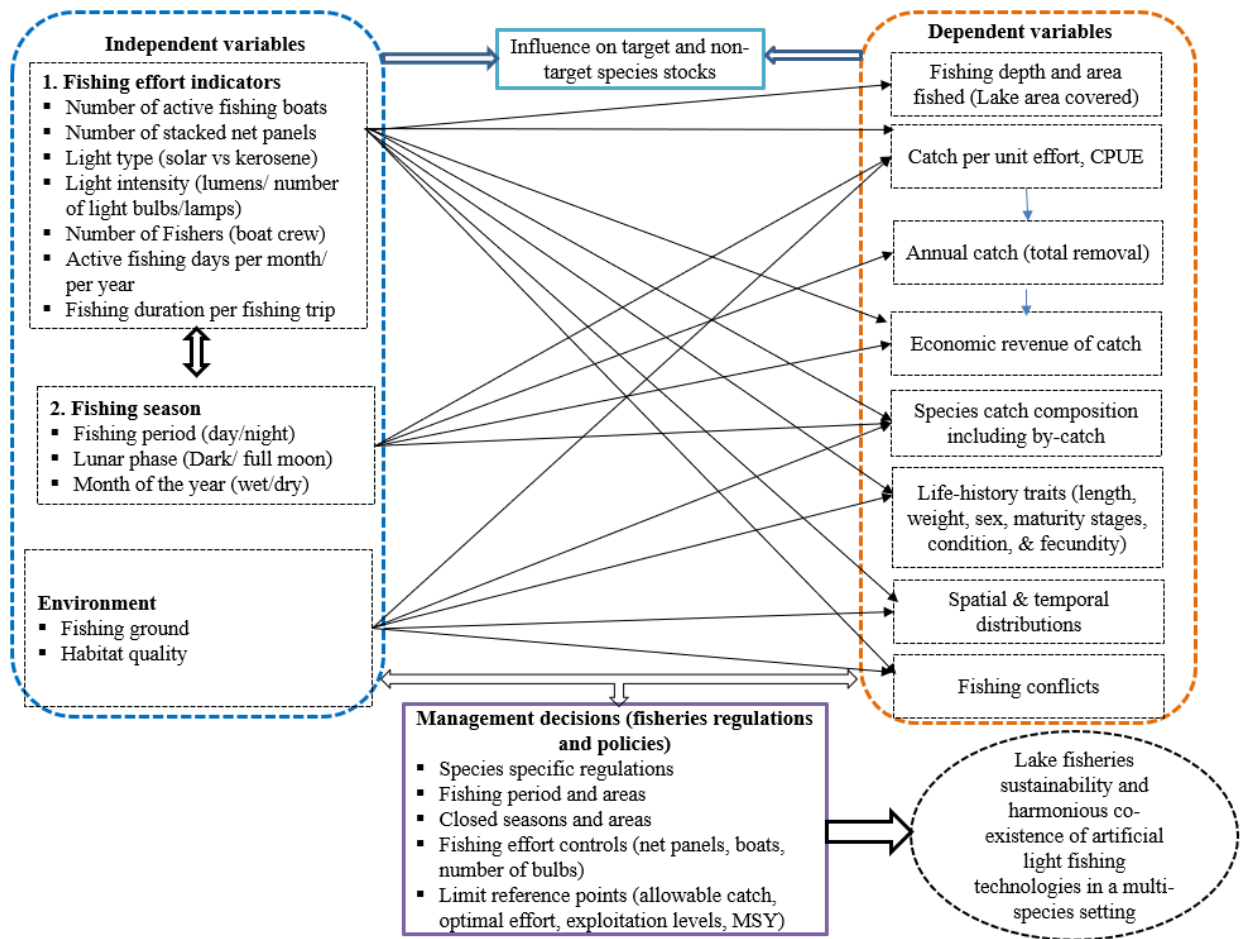 Independent variables
1. Fishing effort indicators
▪ Number of active fishing boats
▪ Number of stacked net panels
▪ Light type (solar vs kerosene)
▪ Light intensity (lumens/ number
of light bulbs/lamps)
▪ Number of Fishers (boat crew)
▪ Active fishing days per month/
per year
▪ Fishing duration per fishing trip
2. Fishing season
▪ Fishing period (day/night)
▪ Lunar phase (Dark/ full moon)
▪ Month of the year (wet/dry)
Environment
▪ Fishing ground
▪ Habitat quality
Influence on target and non-
target species stocks
Dependent variables
Fishing depth and area
fished (Lake area covered)
Catch per unit effort, CPUE
Annual catch (total removal)
Economic revenue of catch
Species catch composition
including by-catch
Life-history traits (length,
weight, sex, maturity stages,
condition, & fecundity)
Spatial & temporal
distributions
Fishing conflicts
Management decisions (fisheries regulations
and policies)
▪ Species specific regulations
▪ Fishing period and areas
▪ Closed seasons and areas
▪ Fishing effort controls (net panels, boats,
number of bulbs)
▪ Limit reference points (allowable catch,
optimal effort, exploitation levels, MSY)
Lake fisheries
sustainability and
harmonious co-
existence of artificial
light fishing
technologies in a multi-
species setting